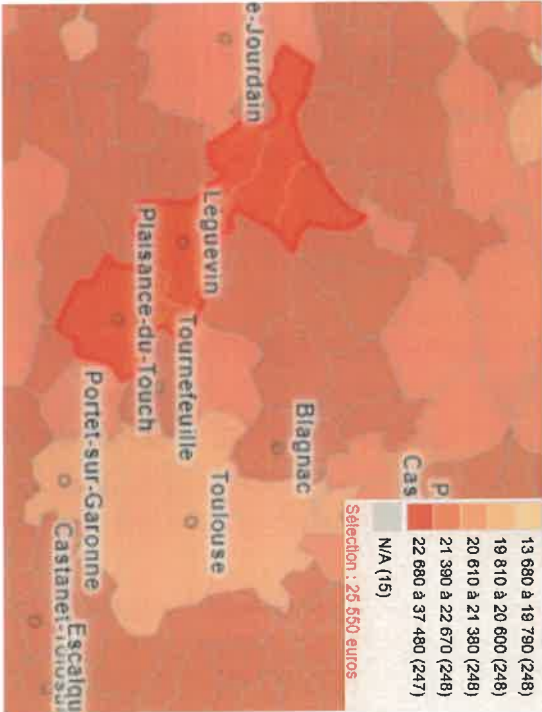 13 680 à 19 790 (248)
19 810 à 20 600 (248)
20 610 à 21 380 (248)
21 390 à 22 670 (248)
22 680 à 37 480 (247)
N/A (15)
Sélection : 25 550 euros
P
Cas
Blagnac
e-Jourdain
Léguevin
Toulouse
Tournefeuille
Plaisance-du-Touch
Portet-sur-Garonne
Escalqu
Castanet-Tolosan